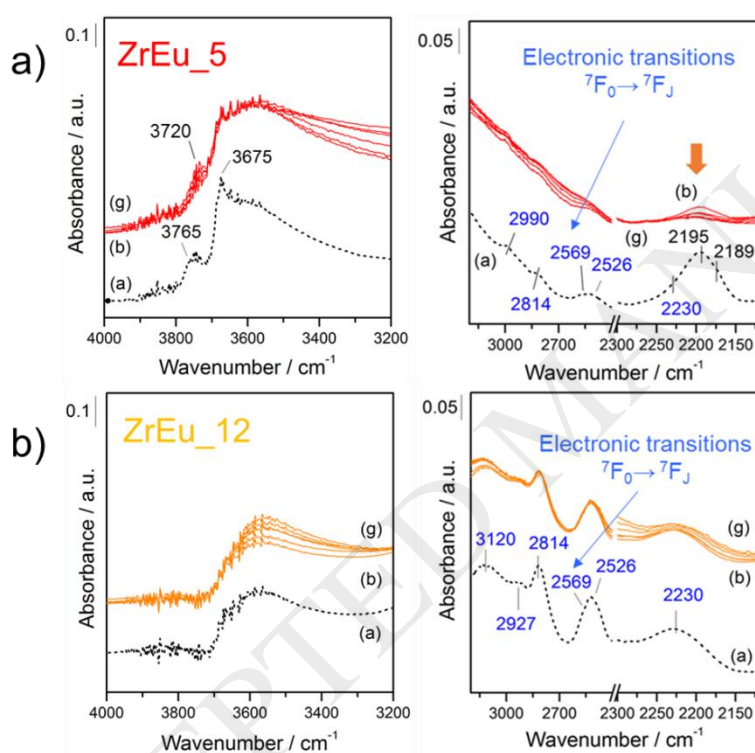 a)
0.1
ZrEu_5
3720
3675
(g)
(b)
3765
(a)
Absorbance / a.u.
4000 3800 3600 3400 3200
Wavenumber / cm-1
0.05
Electronic transitions
⁷F₀→ ⁷FJ
(b)
2990
(g)
2195
(a)
2569
2189
2526
2814
2230
Absorbance / a.u.
3000 2700 2300 2250 2200 2150
Wavenumber / cm-1
b)
0.1
ZrEu_12
(g)
(b)
(a)
Absorbance / a.u.
4000 3800 3600 3400 3200
Wavenumber / cm-1
0.05
Electronic transitions
⁷F₀→ ⁷FJ
(g)
3120 2814
2569 2526
(b)
2230
2927
(a)
Absorbance / a.u.
3000 2700 2300 2250 2200 2150
Wavenumber / cm-1
EPTED MAN